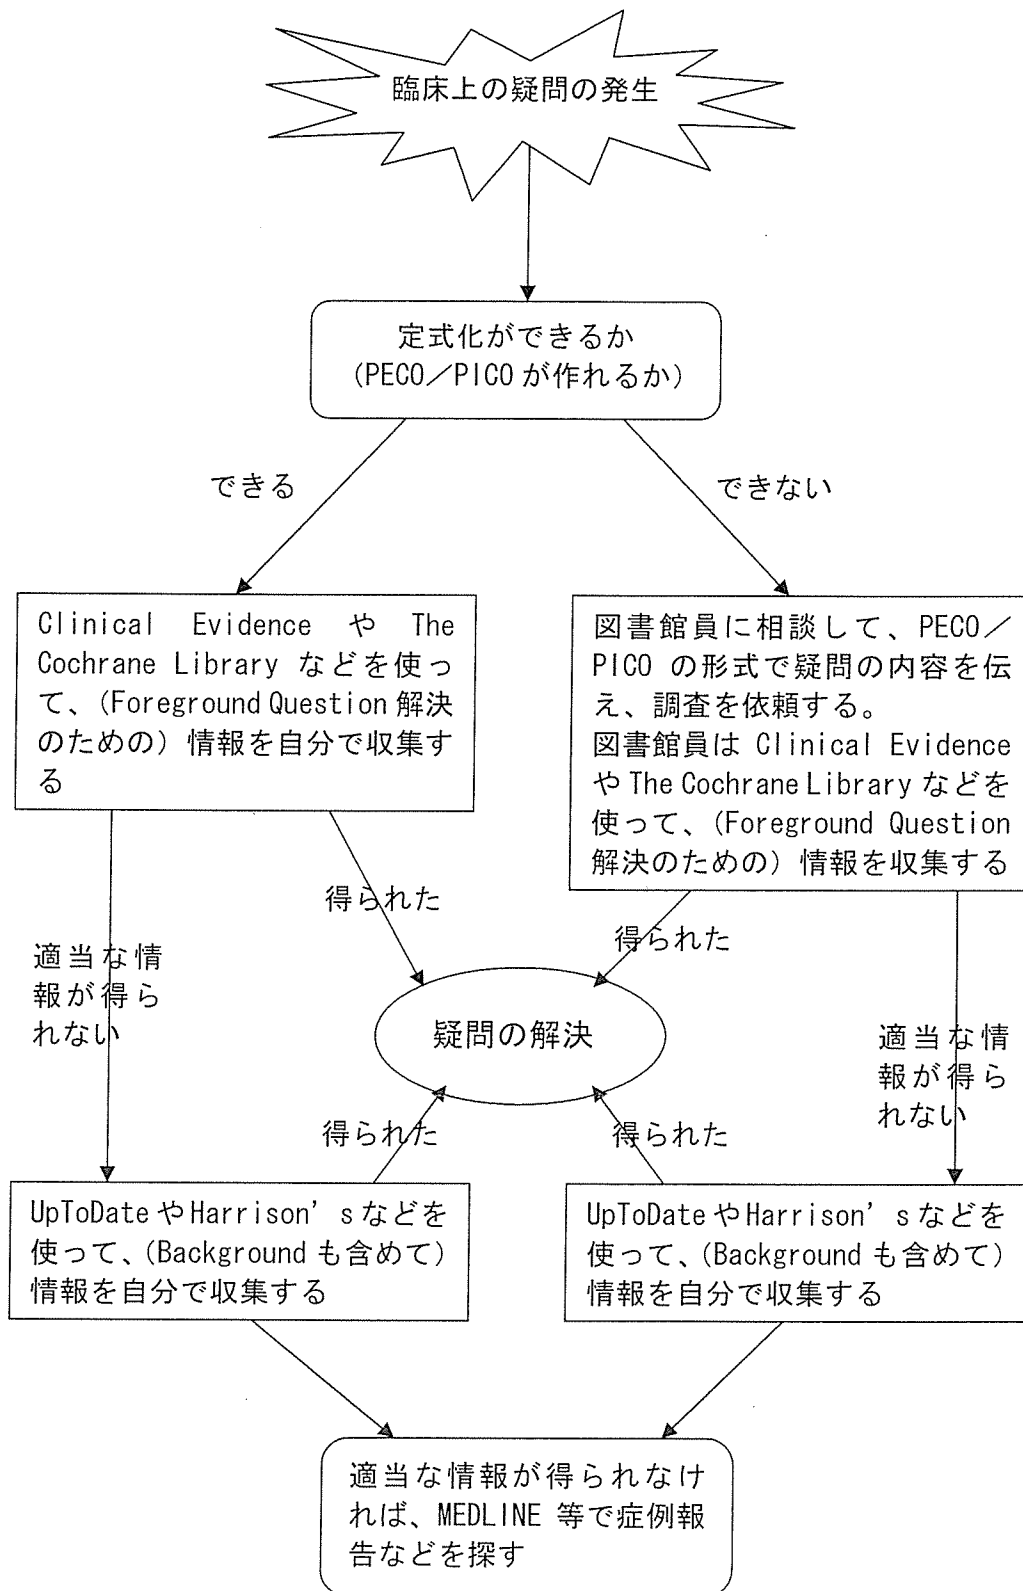 臨床上の疑問の発生
定式化ができるか
(PECO／PICO が作れるか)
できる
できない
Clinical Evidence や The
Cochrane Library などを使っ
て、(Foreground Question 解決
のための) 情報を自分で収集す
る
図書館員に相談して、PECO／
PICO の形式で疑問の内容を伝
え、調査を依頼する。
図書館員は Clinical Evidence
や The Cochrane Library などを
使って、(Foreground Question
解決のための) 情報を収集する
得られた
得られた
適当な情
報が得ら
れない
疑問の解決
適当な情
報が得ら
れない
得られた
得られた
UpToDate や Harrison's などを
使って、(Background も含めて)
情報を自分で収集する
UpToDate や Harrison's などを
使って、(Background も含めて)
情報を自分で収集する
適当な情報が得られなけ
れば、MEDLINE 等で症例報
告などを探す